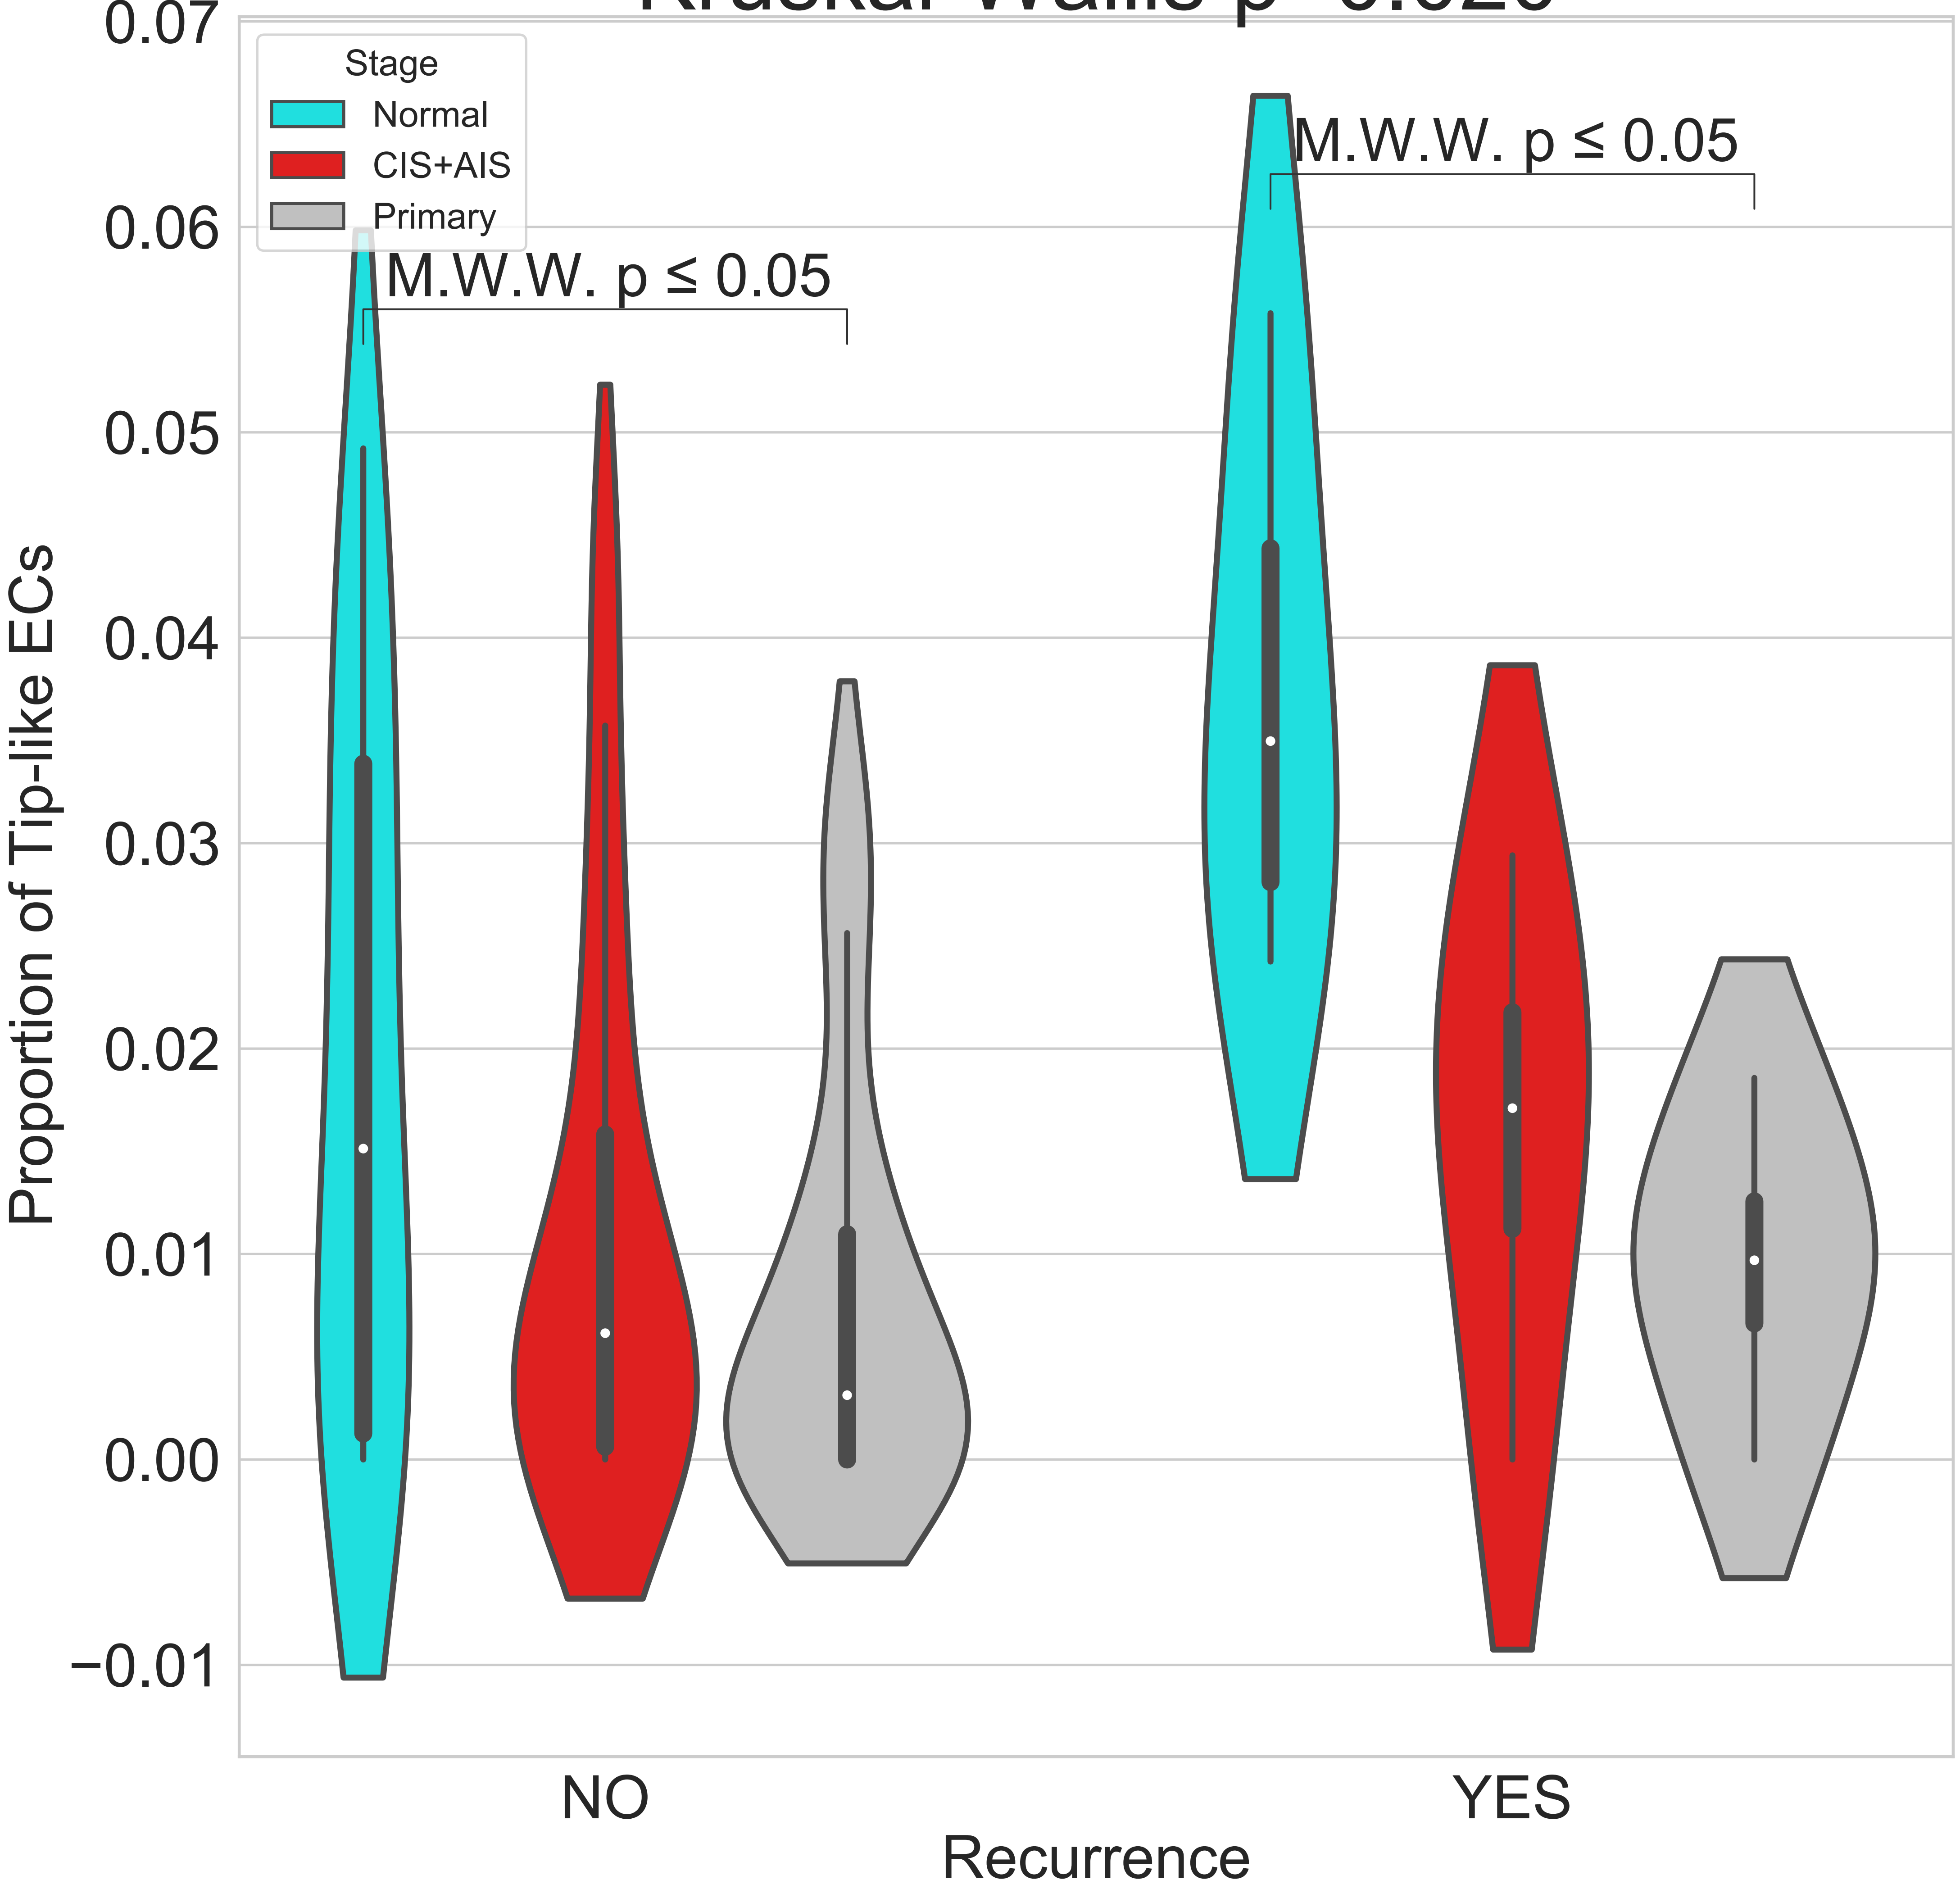 0.07
Stage
Normal
CIS+AIS
Primary
M.W.W. p ≤ 0.05
M.W.W. p ≤ 0.05
0.06
0.05
0.04
0.03
0.02
0.01
0.00
−0.01
Proportion of Tip-like ECs
NO
YES
Recurrence